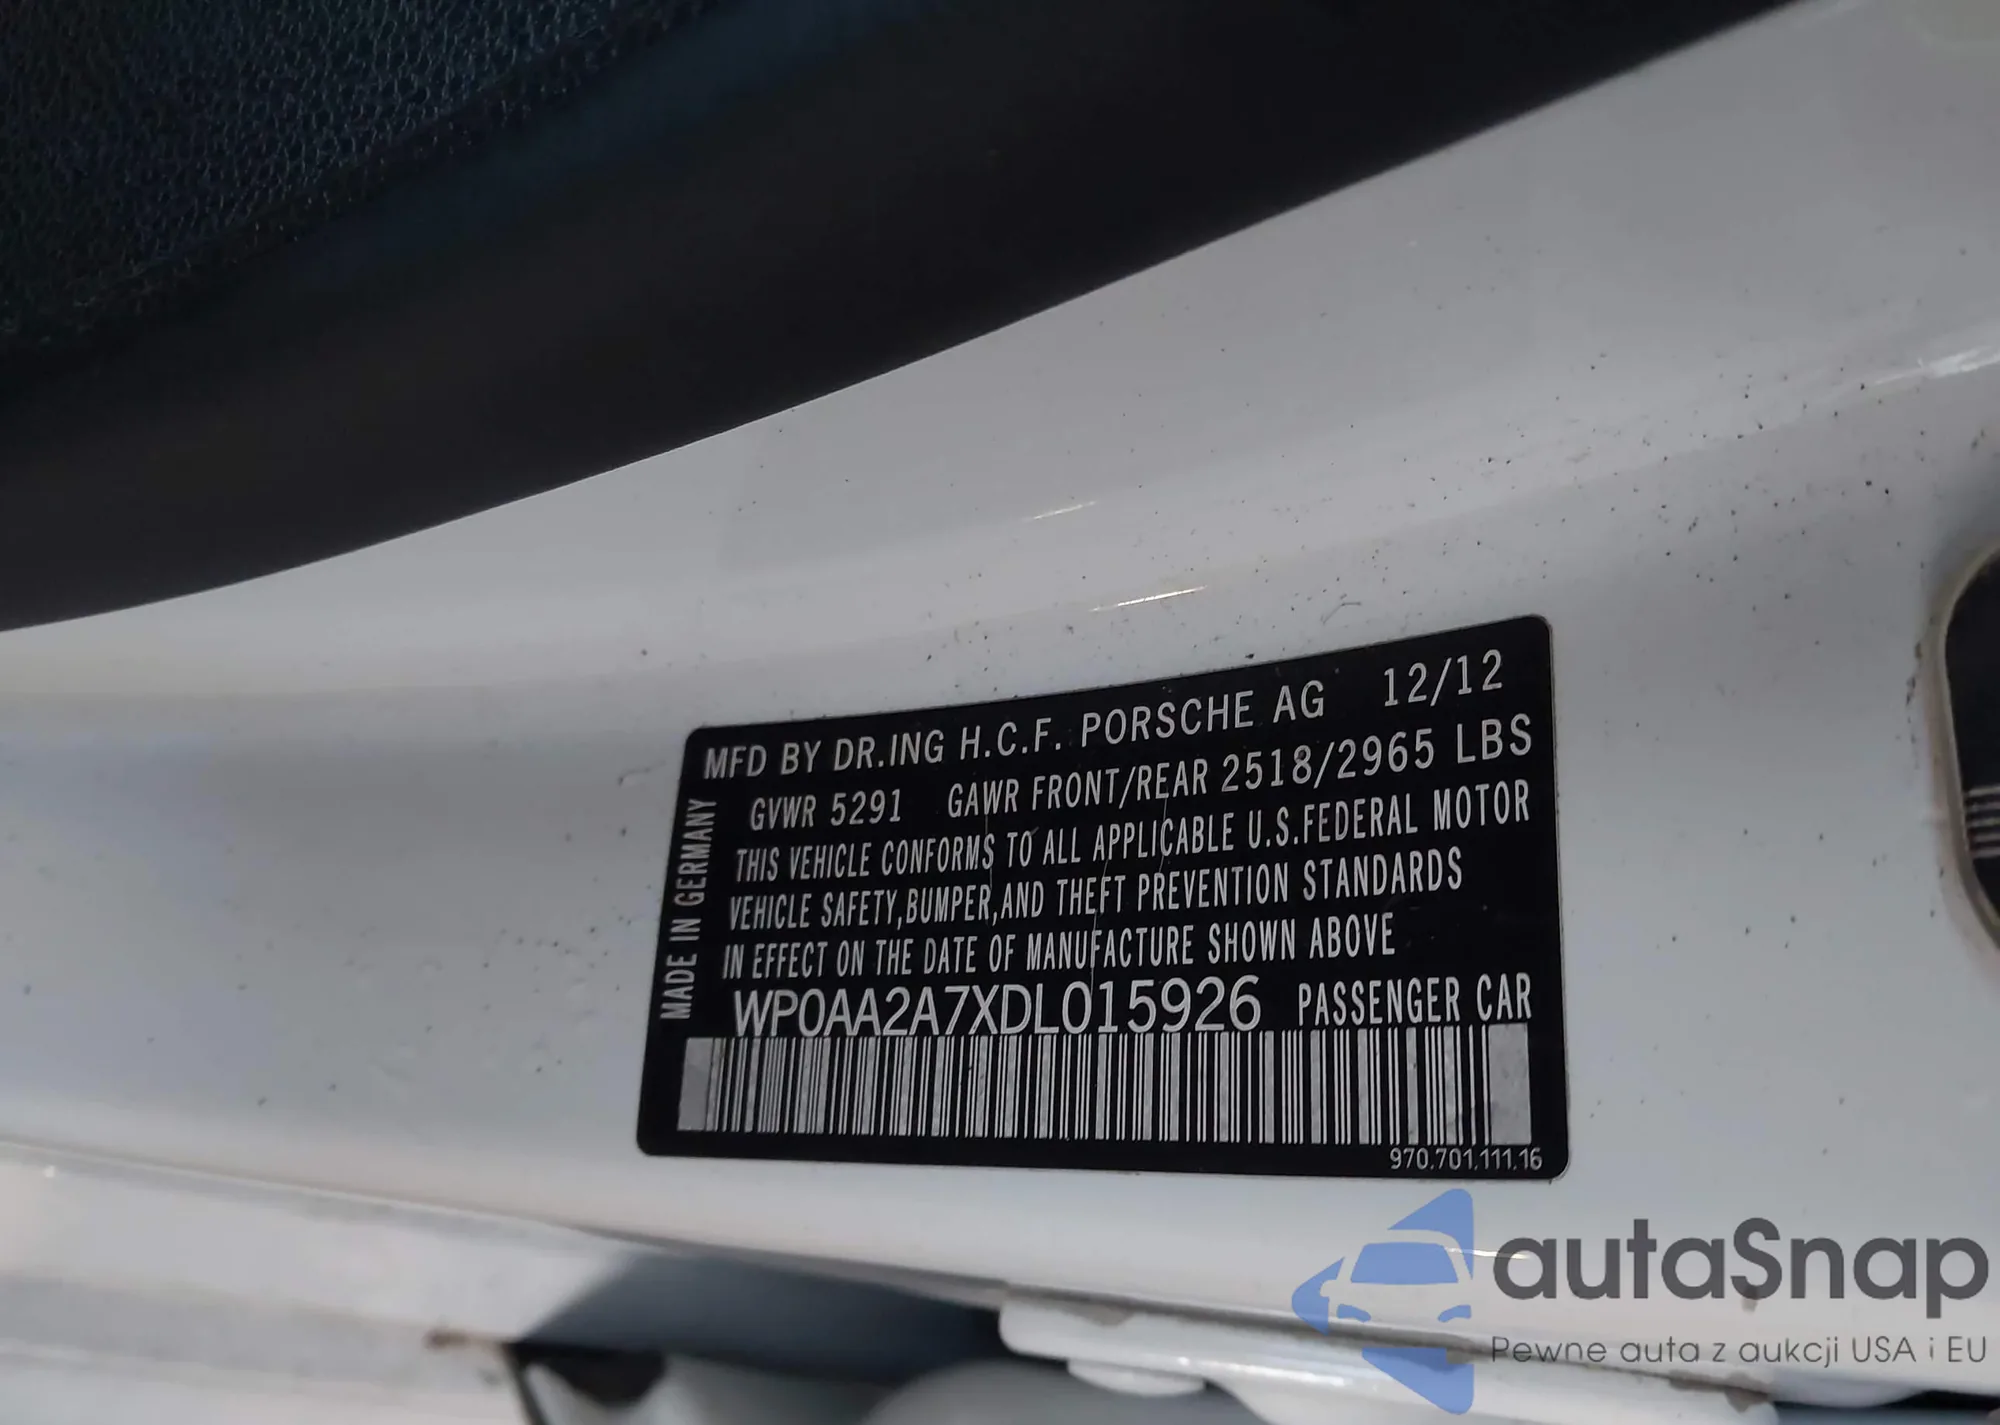 MFD BY DR.ING H.C.F. PORSCHE AG 12/12
GVWR 5291 GAWR FRONT/REAR 2518/2965 LBS
THIS VEHICLE CONFORMS TO ALL APPLICABLE U.S.FEDERAL MOTOR
VEHICLE SAFETY,BUMPER,AND THEFT PREVENTION STANDARDS
IN EFFECT ON THE DATE OF MANUFACTURE SHOWN ABOVE
WP0AA2A7XDL015926 PASSENGER CAR
970.701.111.16
MADE IN GERMANY
autaSnap
Pewne auta z aukcji USA i EU